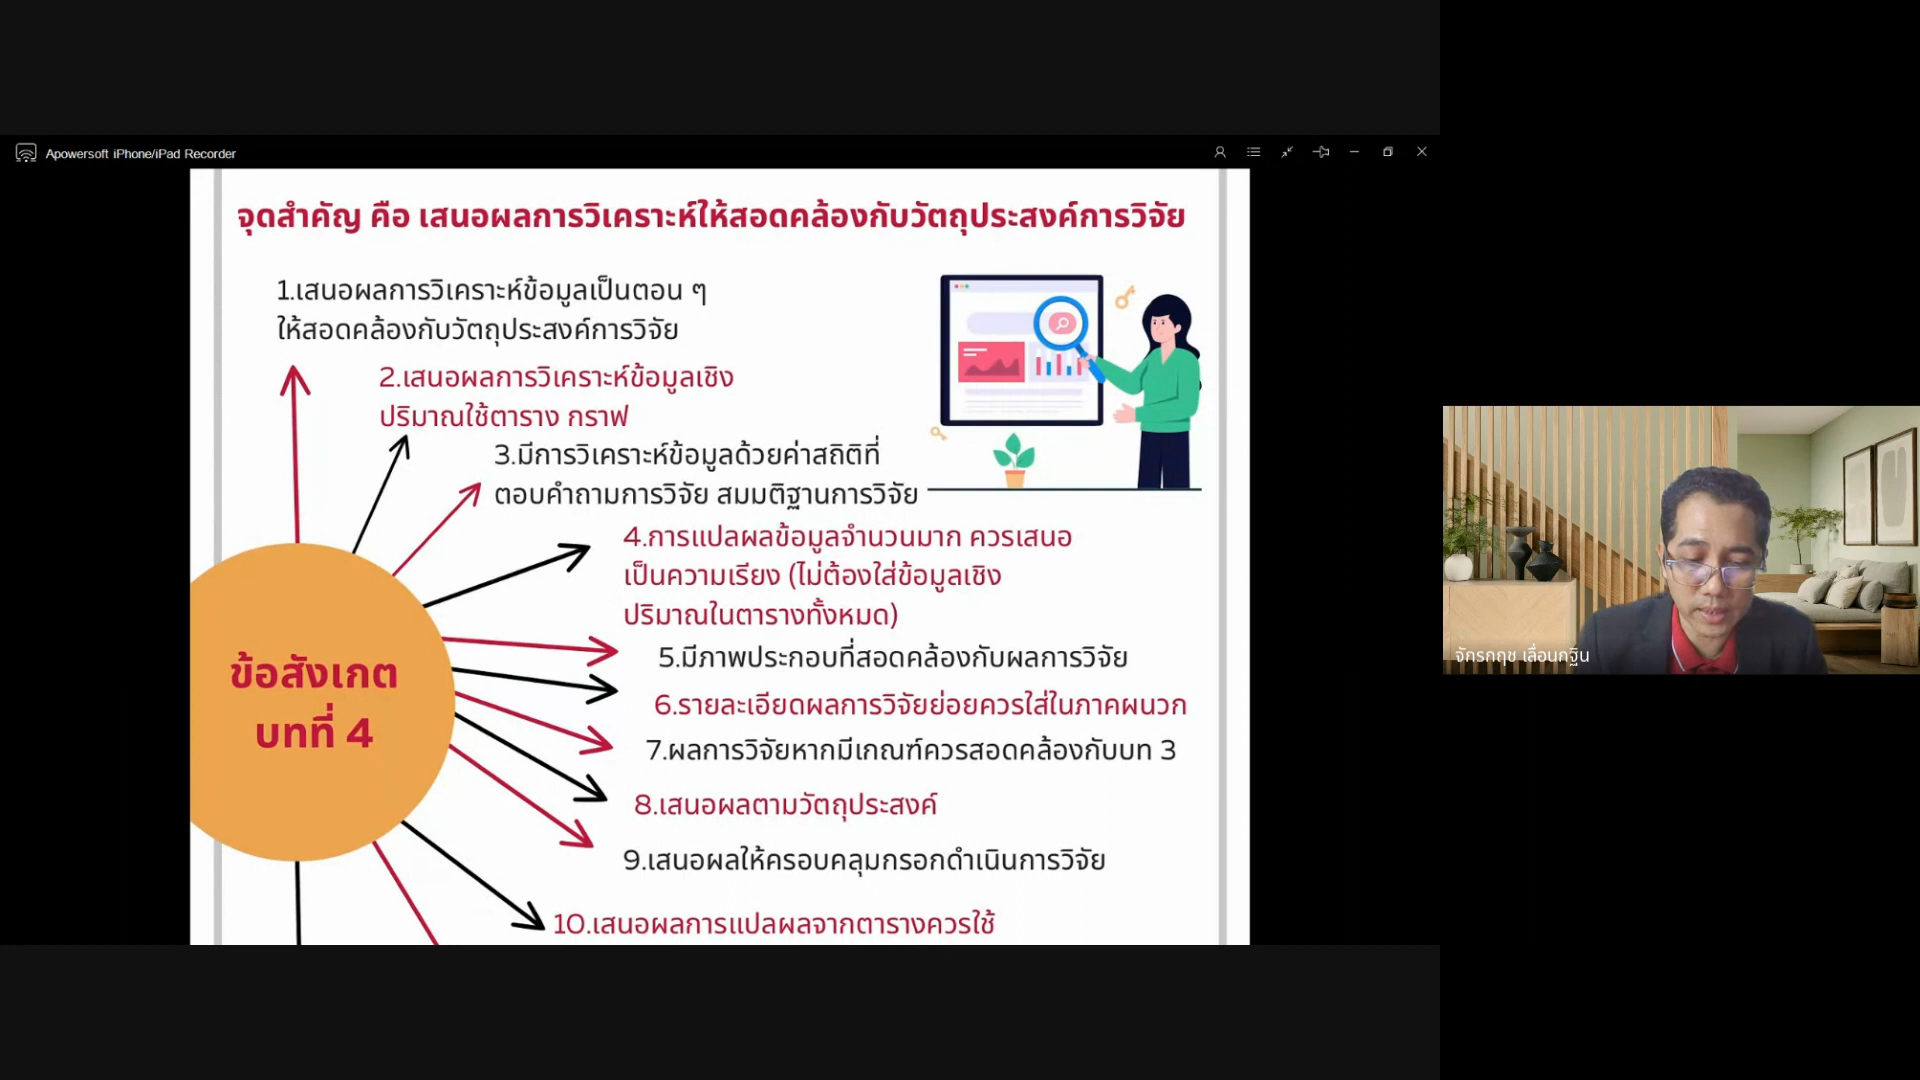 Apowersoft iPhone/iPad Recorder
จุดสำคัญ คือ เสนอผลการวิเคราะห์ให้สอดคล้องกับวัตถุประสงค์การวิจัย
1.เสนอผลการวิเคราะห์ข้อมูลเป็นตอน ๆ
ให้สอดคล้องกับวัตถุประสงค์การวิจัย
2.เสนอผลการวิเคราะห์ข้อมูลเชิง
ปริมาณใช้ตาราง กราฟ
3.มีการวิเคราะห์ข้อมูลด้วยค่าสถิติที่
ตอบคำถามการวิจัย สมมติฐานการวิจัย
4.การแปลผลข้อมูลจำนวนมาก ควรเสนอ
เป็นความเรียง (ไม่ต้องใส่ข้อมูลเชิง
ปริมาณในตารางทั้งหมด)
5.มีภาพประกอบที่สอดคล้องกับผลการวิจัย
6.รายละเอียดผลการวิจัยย่อยควรใส่ในภาคผนวก
7.ผลการวิจัยหากมีเกณฑ์ควรสอดคล้องกับบท 3
8.เสนอผลตามวัตถุประสงค์
9.เสนอผลให้ครอบคลุมกรอกดำเนินการวิจัย
10.เสนอผลการแปลผลจากตารางควรใช้
ข้อสังเกต
บทที่ 4
จักรกฤช เลื่อนกฐิน